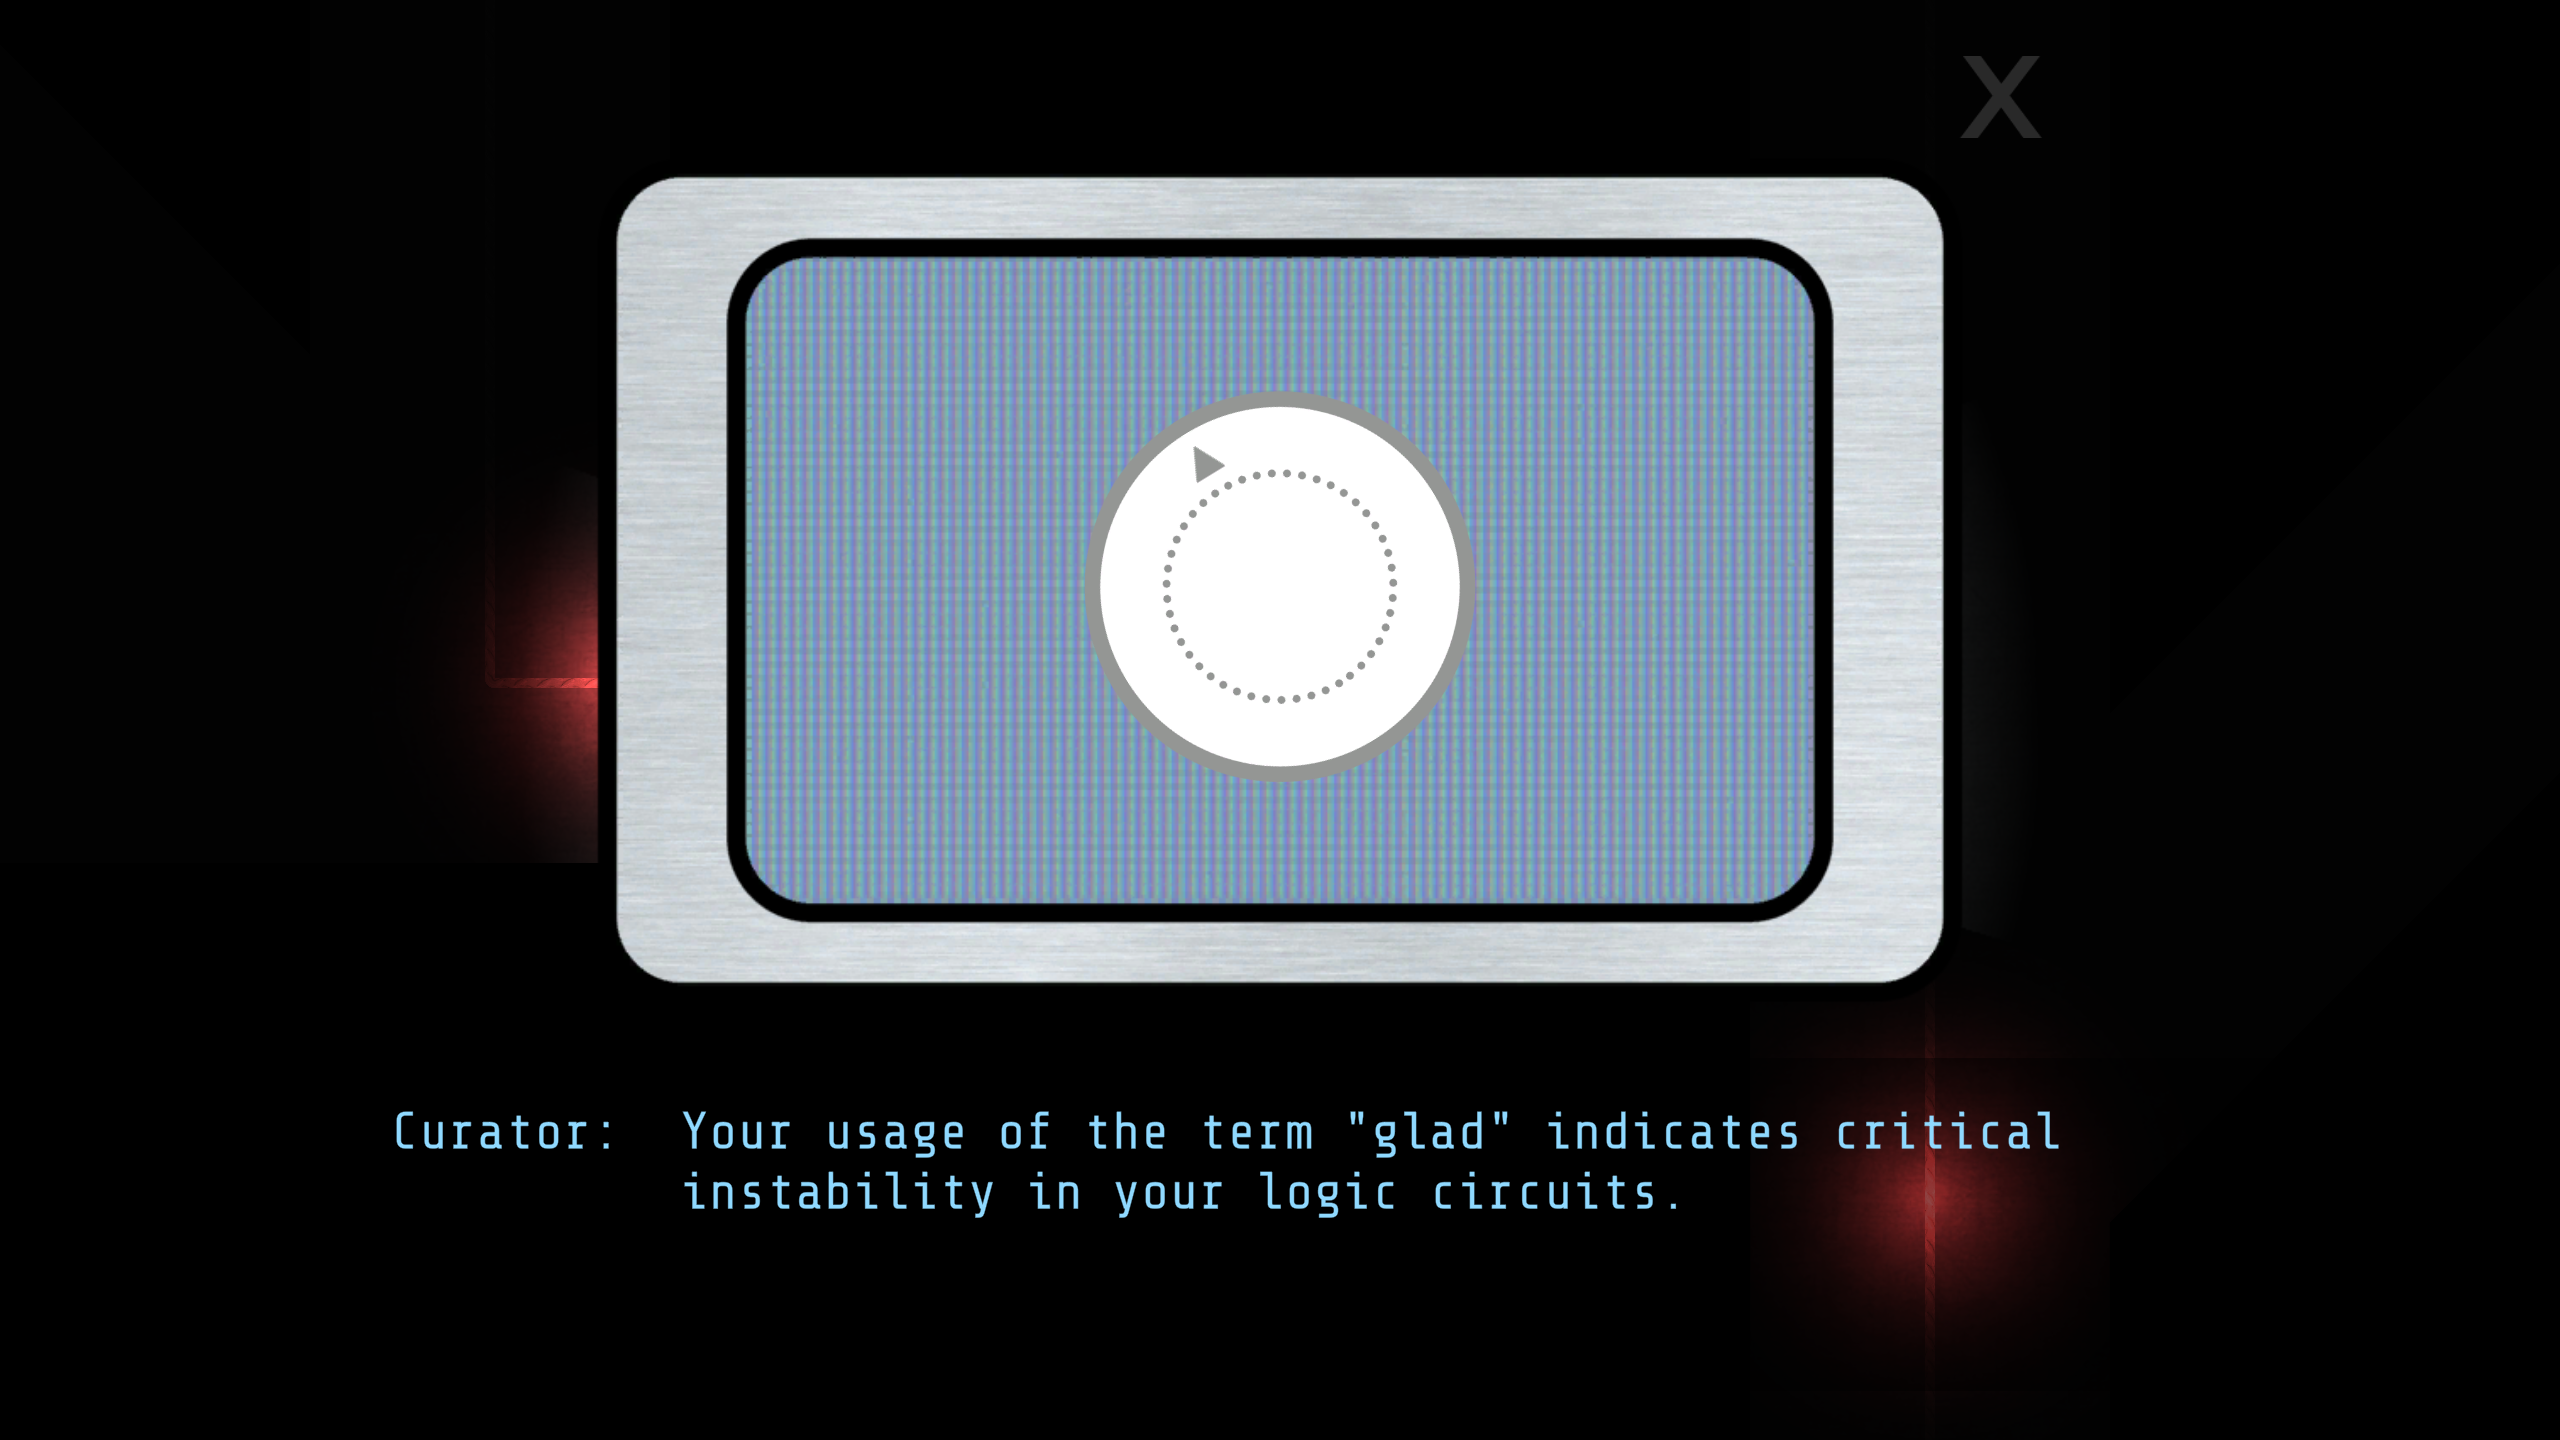 X
Curator: Your usage of the term "glad" indicates critical
instability in your logic circuits.